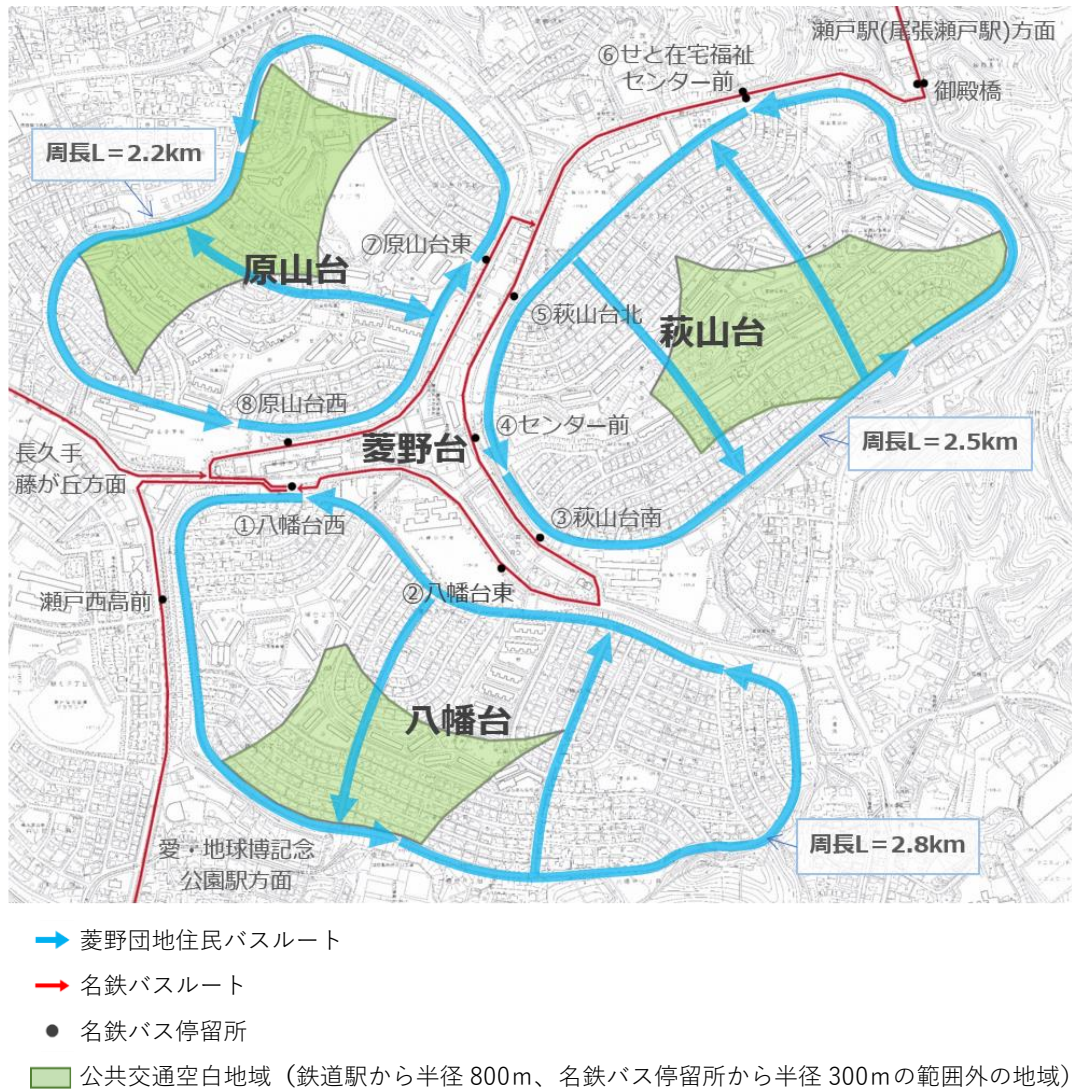 瀬戸駅(尾張瀬戸駅)方面
⑥せと在宅福祉
センター前
御殿橋
周長L＝2.2km
⑦原山台東
原山台
⑤萩山台北
萩山台
⑧原山台西
④センター前
菱野台
周長L＝2.5km
長久手
藤が丘方面
③萩山台南
①八幡台西
②八幡台東
瀬戸西高前
八幡台
愛・地球博記念
公園駅方面
周長L＝2.8km
菱野団地住民バスルート
名鉄バスルート
名鉄バス停留所
公共交通空白地域（鉄道駅から半径 800ｍ、名鉄バス停留所から半径 300ｍの範囲外の地域）